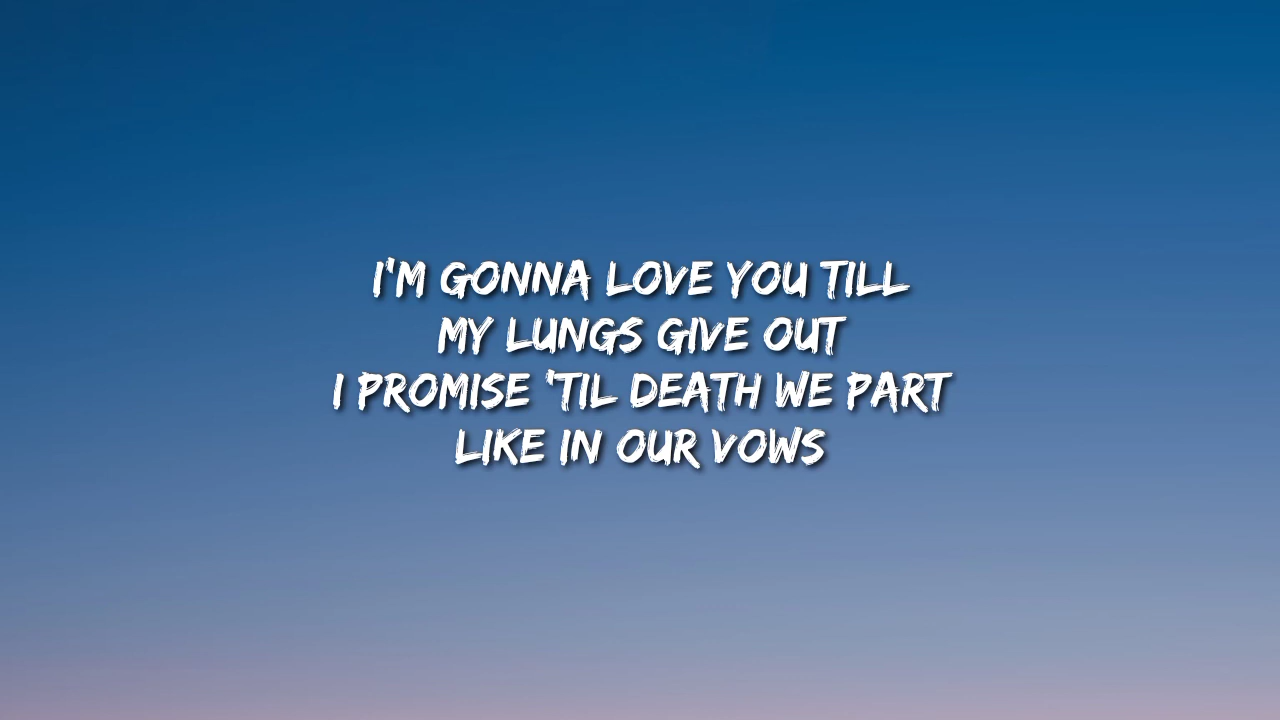 I'M GONNA LOVE YOU TILL
MY LUNGS GIVE OUT
I PROMISE 'TIL DEATH WE PART
LIKE IN OUR VOWS